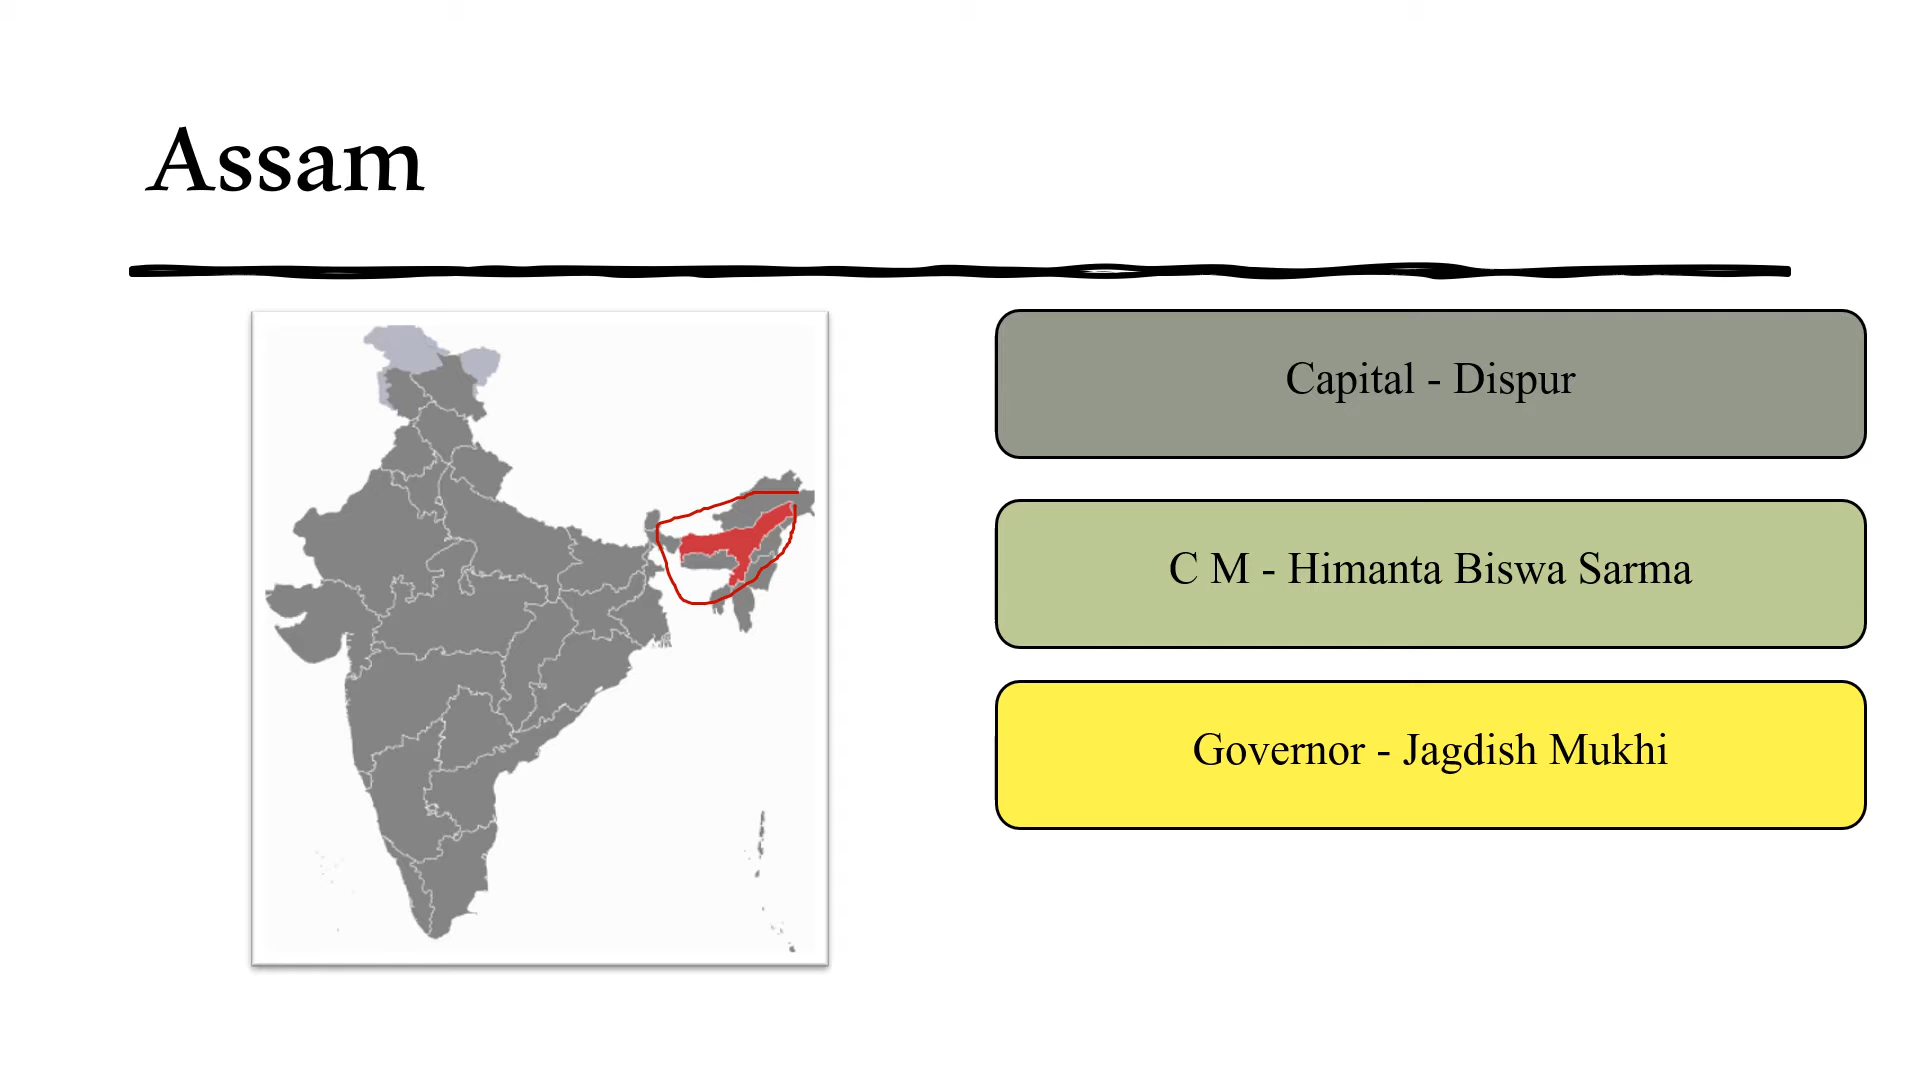 Assam
Capital - Dispur
C M - Himanta Biswa Sarma
Governor - Jagdish Mukhi